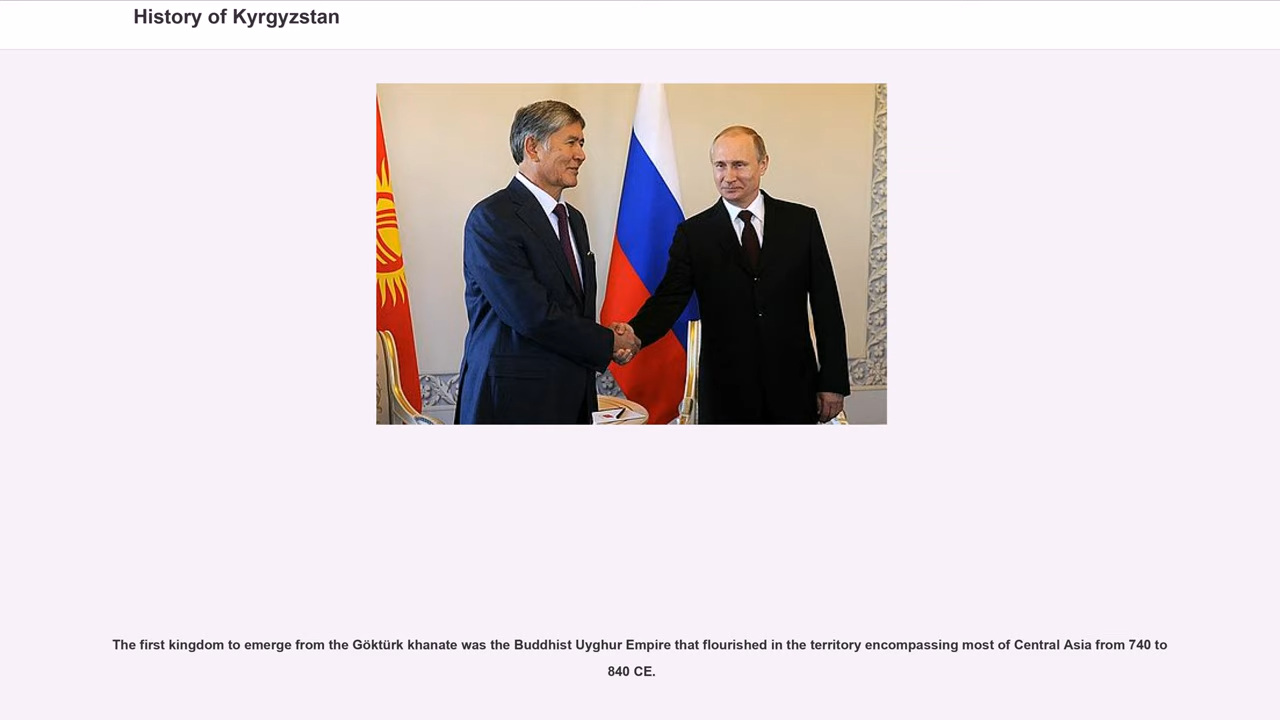 History of Kyrgyzstan
The first kingdom to emerge from the Göktürk khanate was the Buddhist Uyghur Empire that flourished in the territory encompassing most of Central Asia from 740 to
840 CE.